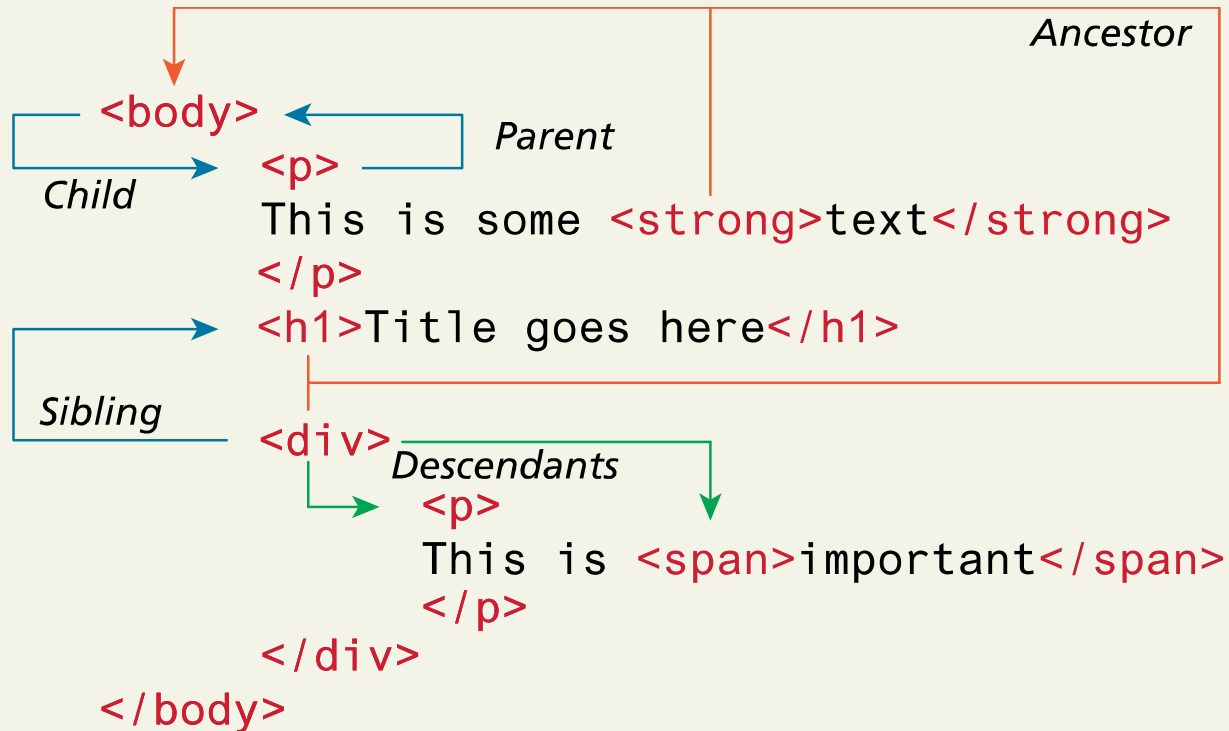 Ancestor
<body>
Parent
<p>
Child
This is some <strong>text</strong>
</p>
<h1>Title goes here</h1>
Sibling
<div>
Descendants
<p>
This is <span>important</span>
</p>
</div>
</body>